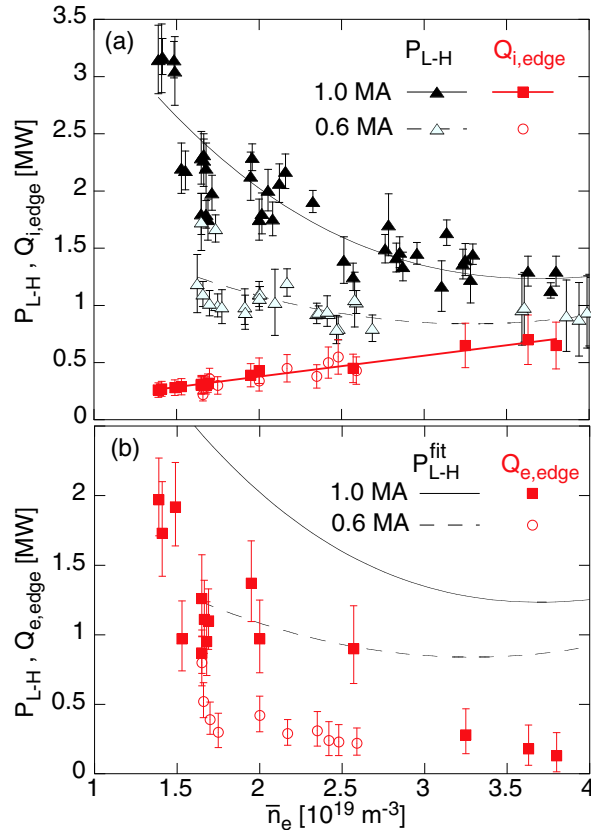 (a)
P_L-H Q_i,edge
1.0 MA
0.6 MA
P_L-H , Q_i,edge [MW]
3.5
3
2.5
2
1.5
1
0.5
0
(b)
P_L-H^fit Q_e,edge
1.0 MA
0.6 MA
P_L-H , Q_e,edge [MW]
2
1.5
1
0.5
0
1 1.5 2 2.5 3 3.5 4
n̅_e [10^19 m^-3]